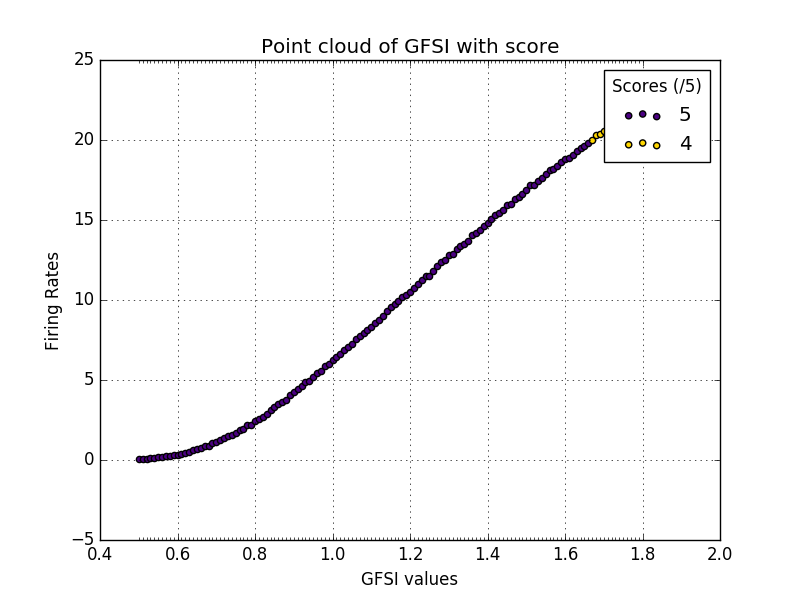 Point cloud of GFSI with score
Scores (/5)
5
4
25
20
15
10
5
0
−5
Firing Rates
0.4 0.6 0.8 1.0 1.2 1.4 1.6 1.8 2.0
GFSI values